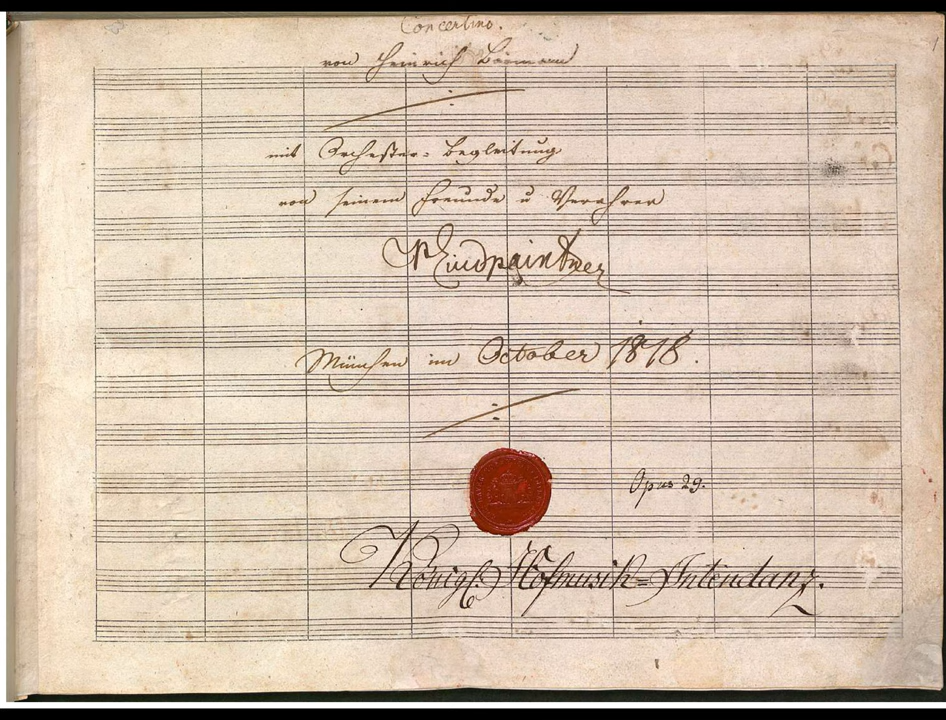 Concertino.
von Heinrich Bärmann
mit Orchester=Begleitung
von seinem Freunde u Verehrer
Lindpaintner
München im October 1818.
Opus 29.
Königl: Hofmusik=Intendanz.
1